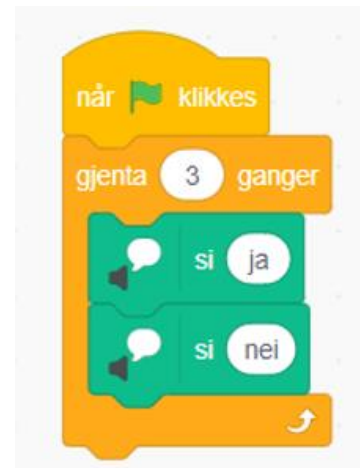 når klikkes
gjenta 3 ganger
si ja
si nei